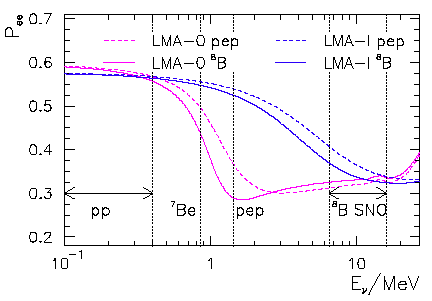 P_ee
0.7
0.6
0.5
0.4
0.3
0.2
LMA-0 pep
LMA-0 ⁸B
LMA-I pep
LMA-I ⁸B
pp
⁷Be
pep
⁸B SNO
10⁻¹
1
10
E_ν/MeV